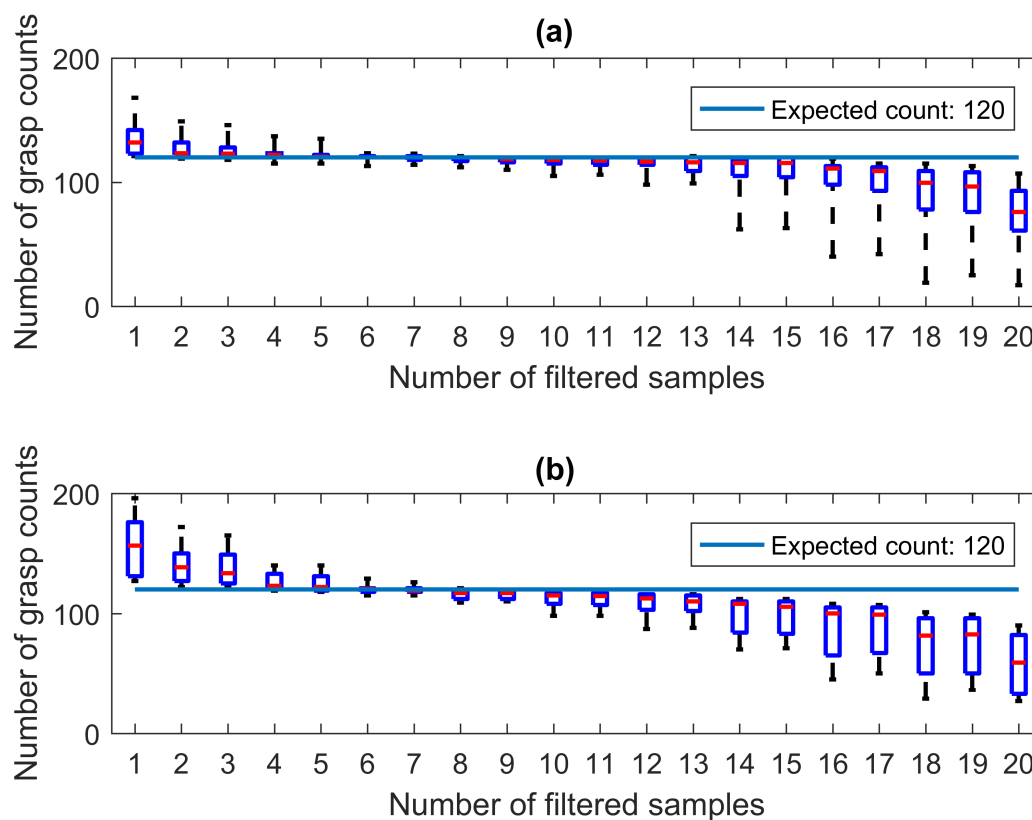 (a)
200
100
0
Number of grasp counts
Expected count: 120
1 2 3 4 5 6 7 8 9 10 11 12 13 14 15 16 17 18 19 20
Number of filtered samples
(b)
200
100
0
Number of grasp counts
Expected count: 120
1 2 3 4 5 6 7 8 9 10 11 12 13 14 15 16 17 18 19 20
Number of filtered samples